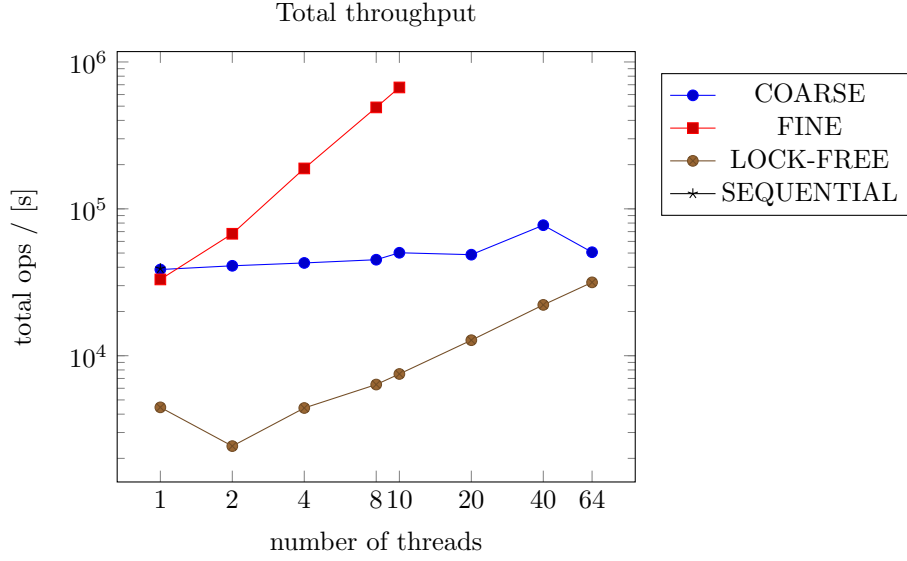 Total throughput
10^6
10^5
10^4
total ops / [s]
1 2 4 8 10 20 40 64
number of threads
COARSE
FINE
LOCK-FREE
SEQUENTIAL